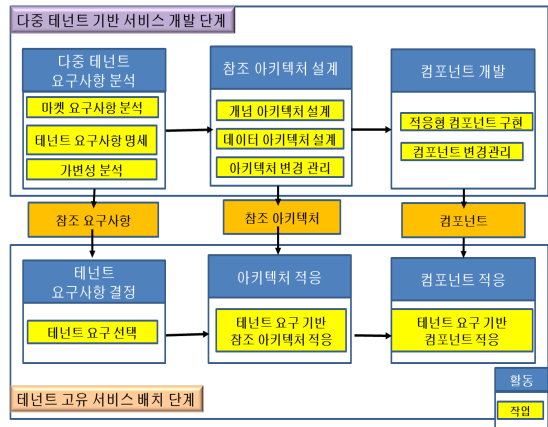 다중 테넌트 기반 서비스 개발 단계
다중 테넌트
요구사항 분석
마켓 요구사항 분석
테넌트 요구사항 명세
가변성 분석
참조 아키텍처 설계
개념 아키텍처 설계
데이터 아키텍처 설계
아키텍처 변경 관리
컴포넌트 개발
적응형 컴포넌트 구현
컴포넌트 변경관리
참조 요구사항
참조 아키텍처
컴포넌트
테넌트
요구사항 결정
테넌트 요구 선택
아키텍처 적응
테넌트 요구 기반
참조 아키텍처 적응
컴포넌트 적응
테넌트 요구 기반
컴포넌트 적응
테넌트 고유 서비스 배치 단계
활동
작업